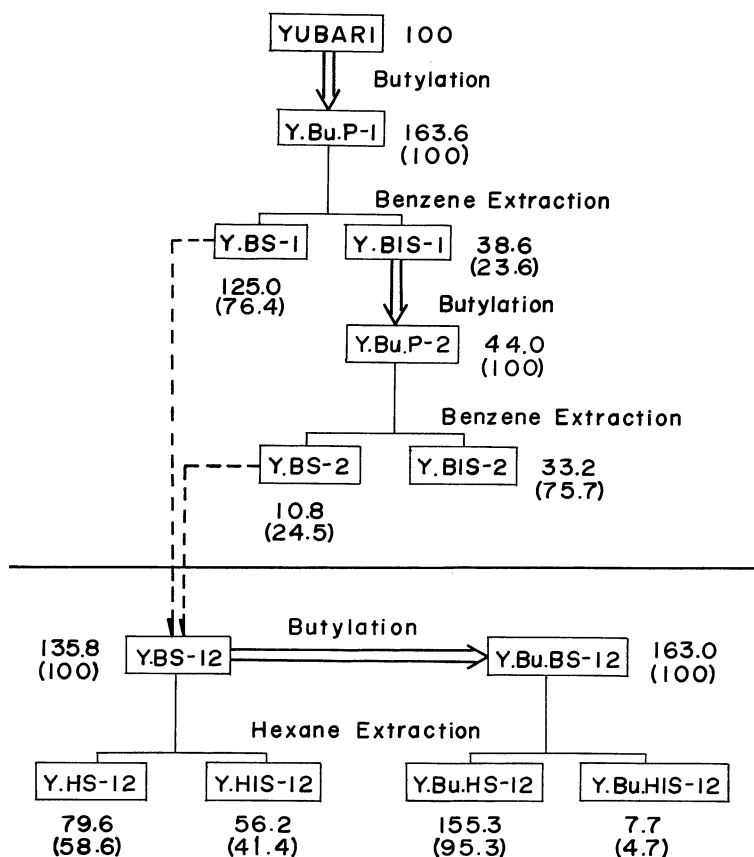 YUBARI 100
Butylation
Y.Bu.P-1 163.6
(100)
Benzene Extraction
Y.BS-1 Y.BIS-1 38.6
(23.6)
125.0
(76.4)
Butylation
Y.Bu.P-2 44.0
(100)
Benzene Extraction
Y.BS-2 Y.BIS-2 33.2
(75.7)
10.8
(24.5)
Butylation
135.8 Y.BS-12 Y.Bu.BS-12 163.0
(100) (100)
Hexane Extraction
Y.HS-12 Y.HIS-12 Y.Bu.HS-12 Y.Bu.HIS-12
79.6 56.2 155.3 7.7
(58.6) (41.4) (95.3) (4.7)